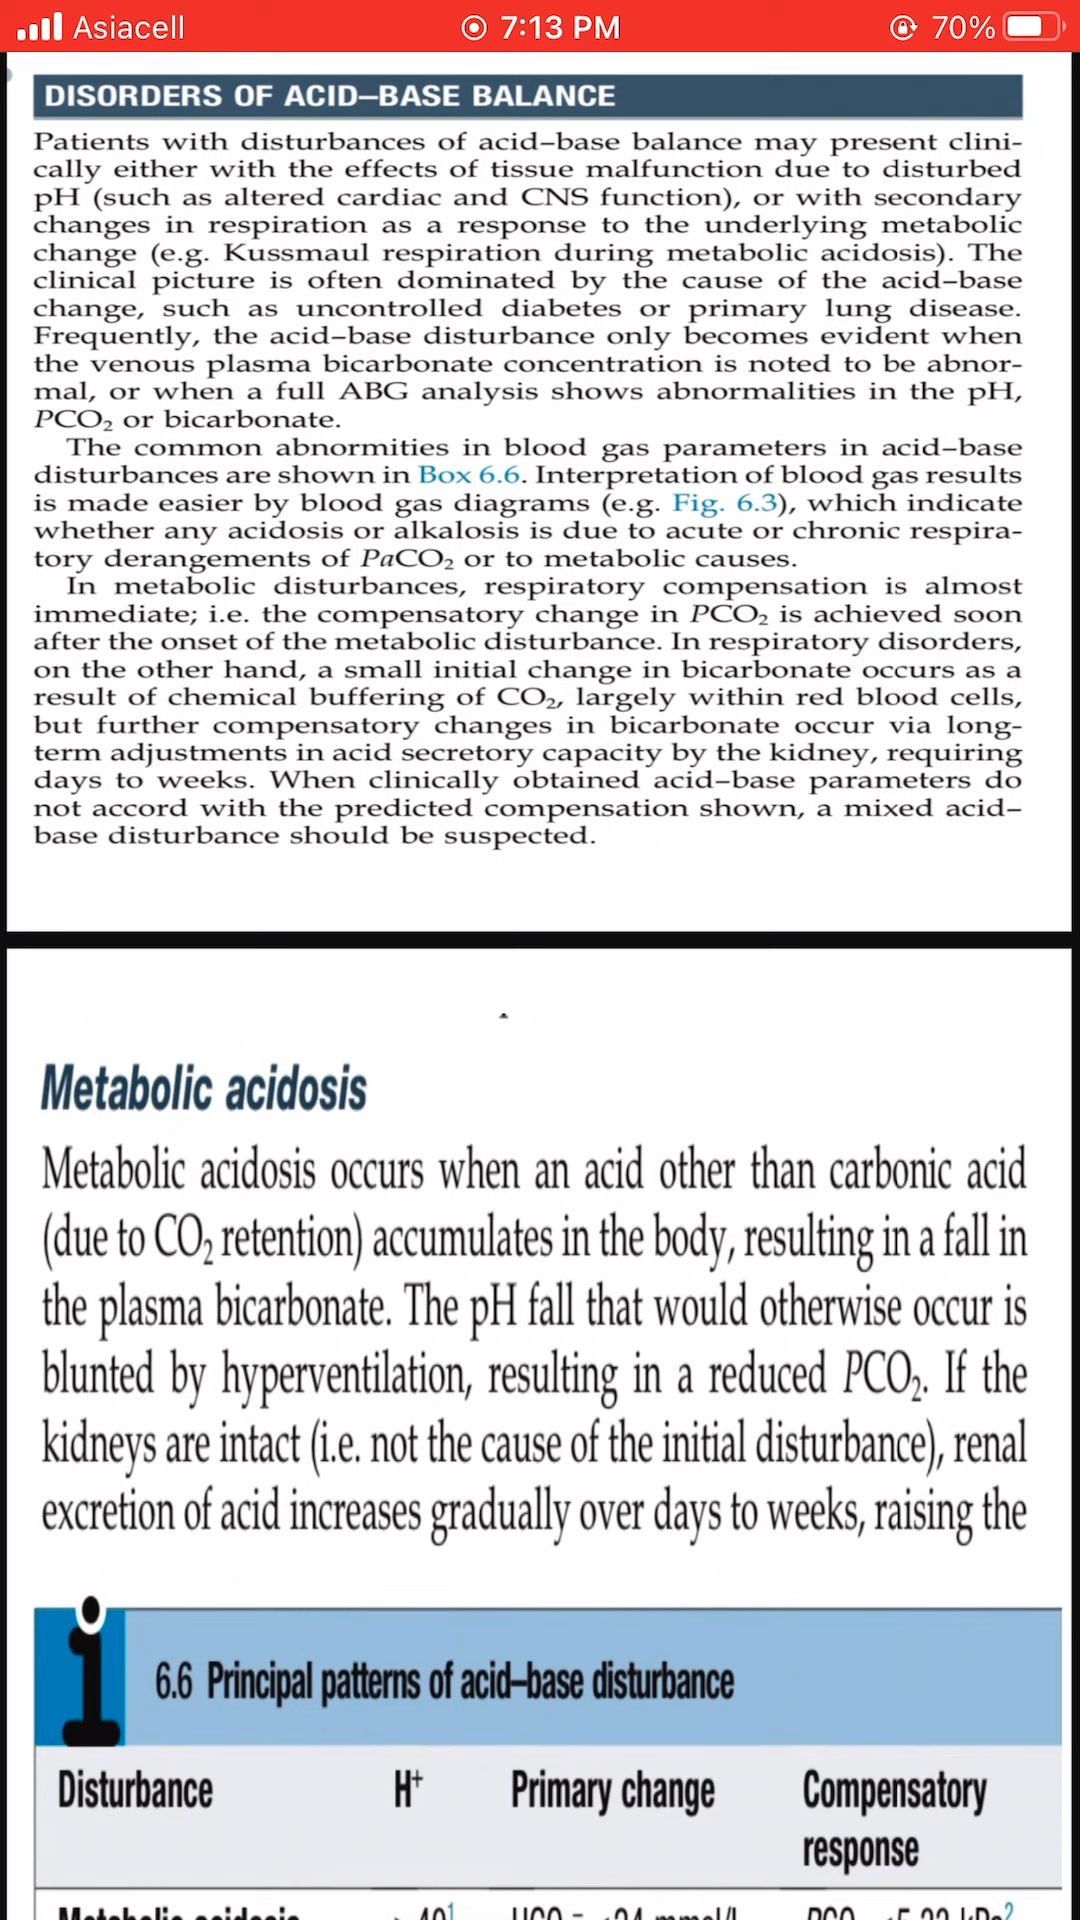 Asiacell 7:13 PM 70%
DISORDERS OF ACID–BASE BALANCE
Patients with disturbances of acid–base balance may present clini-
cally either with the effects of tissue malfunction due to disturbed
pH (such as altered cardiac and CNS function), or with secondary
changes in respiration as a response to the underlying metabolic
change (e.g. Kussmaul respiration during metabolic acidosis). The
clinical picture is often dominated by the cause of the acid–base
change, such as uncontrolled diabetes or primary lung disease.
Frequently, the acid–base disturbance only becomes evident when
the venous plasma bicarbonate concentration is noted to be abnor-
mal, or when a full ABG analysis shows abnormalities in the pH,
PCO₂ or bicarbonate.
The common abnormities in blood gas parameters in acid–base
disturbances are shown in Box 6.6. Interpretation of blood gas results
is made easier by blood gas diagrams (e.g. Fig. 6.3), which indicate
whether any acidosis or alkalosis is due to acute or chronic respira-
tory derangements of PaCO₂ or to metabolic causes.
In metabolic disturbances, respiratory compensation is almost
immediate; i.e. the compensatory change in PCO₂ is achieved soon
after the onset of the metabolic disturbance. In respiratory disorders,
on the other hand, a small initial change in bicarbonate occurs as a
result of chemical buffering of CO₂, largely within red blood cells,
but further compensatory changes in bicarbonate occur via long-
term adjustments in acid secretory capacity by the kidney, requiring
days to weeks. When clinically obtained acid–base parameters do
not accord with the predicted compensation shown, a mixed acid–
base disturbance should be suspected.
Metabolic acidosis
Metabolic acidosis occurs when an acid other than carbonic acid
(due to CO₂ retention) accumulates in the body, resulting in a fall in
the plasma bicarbonate. The pH fall that would otherwise occur is
blunted by hyperventilation, resulting in a reduced PCO₂. If the
kidneys are intact (i.e. not the cause of the initial disturbance), renal
excretion of acid increases gradually over days to weeks, raising the
i 6.6 Principal patterns of acid–base disturbance
Disturbance H⁺ Primary change Compensatory
response
Metabolic acidosis